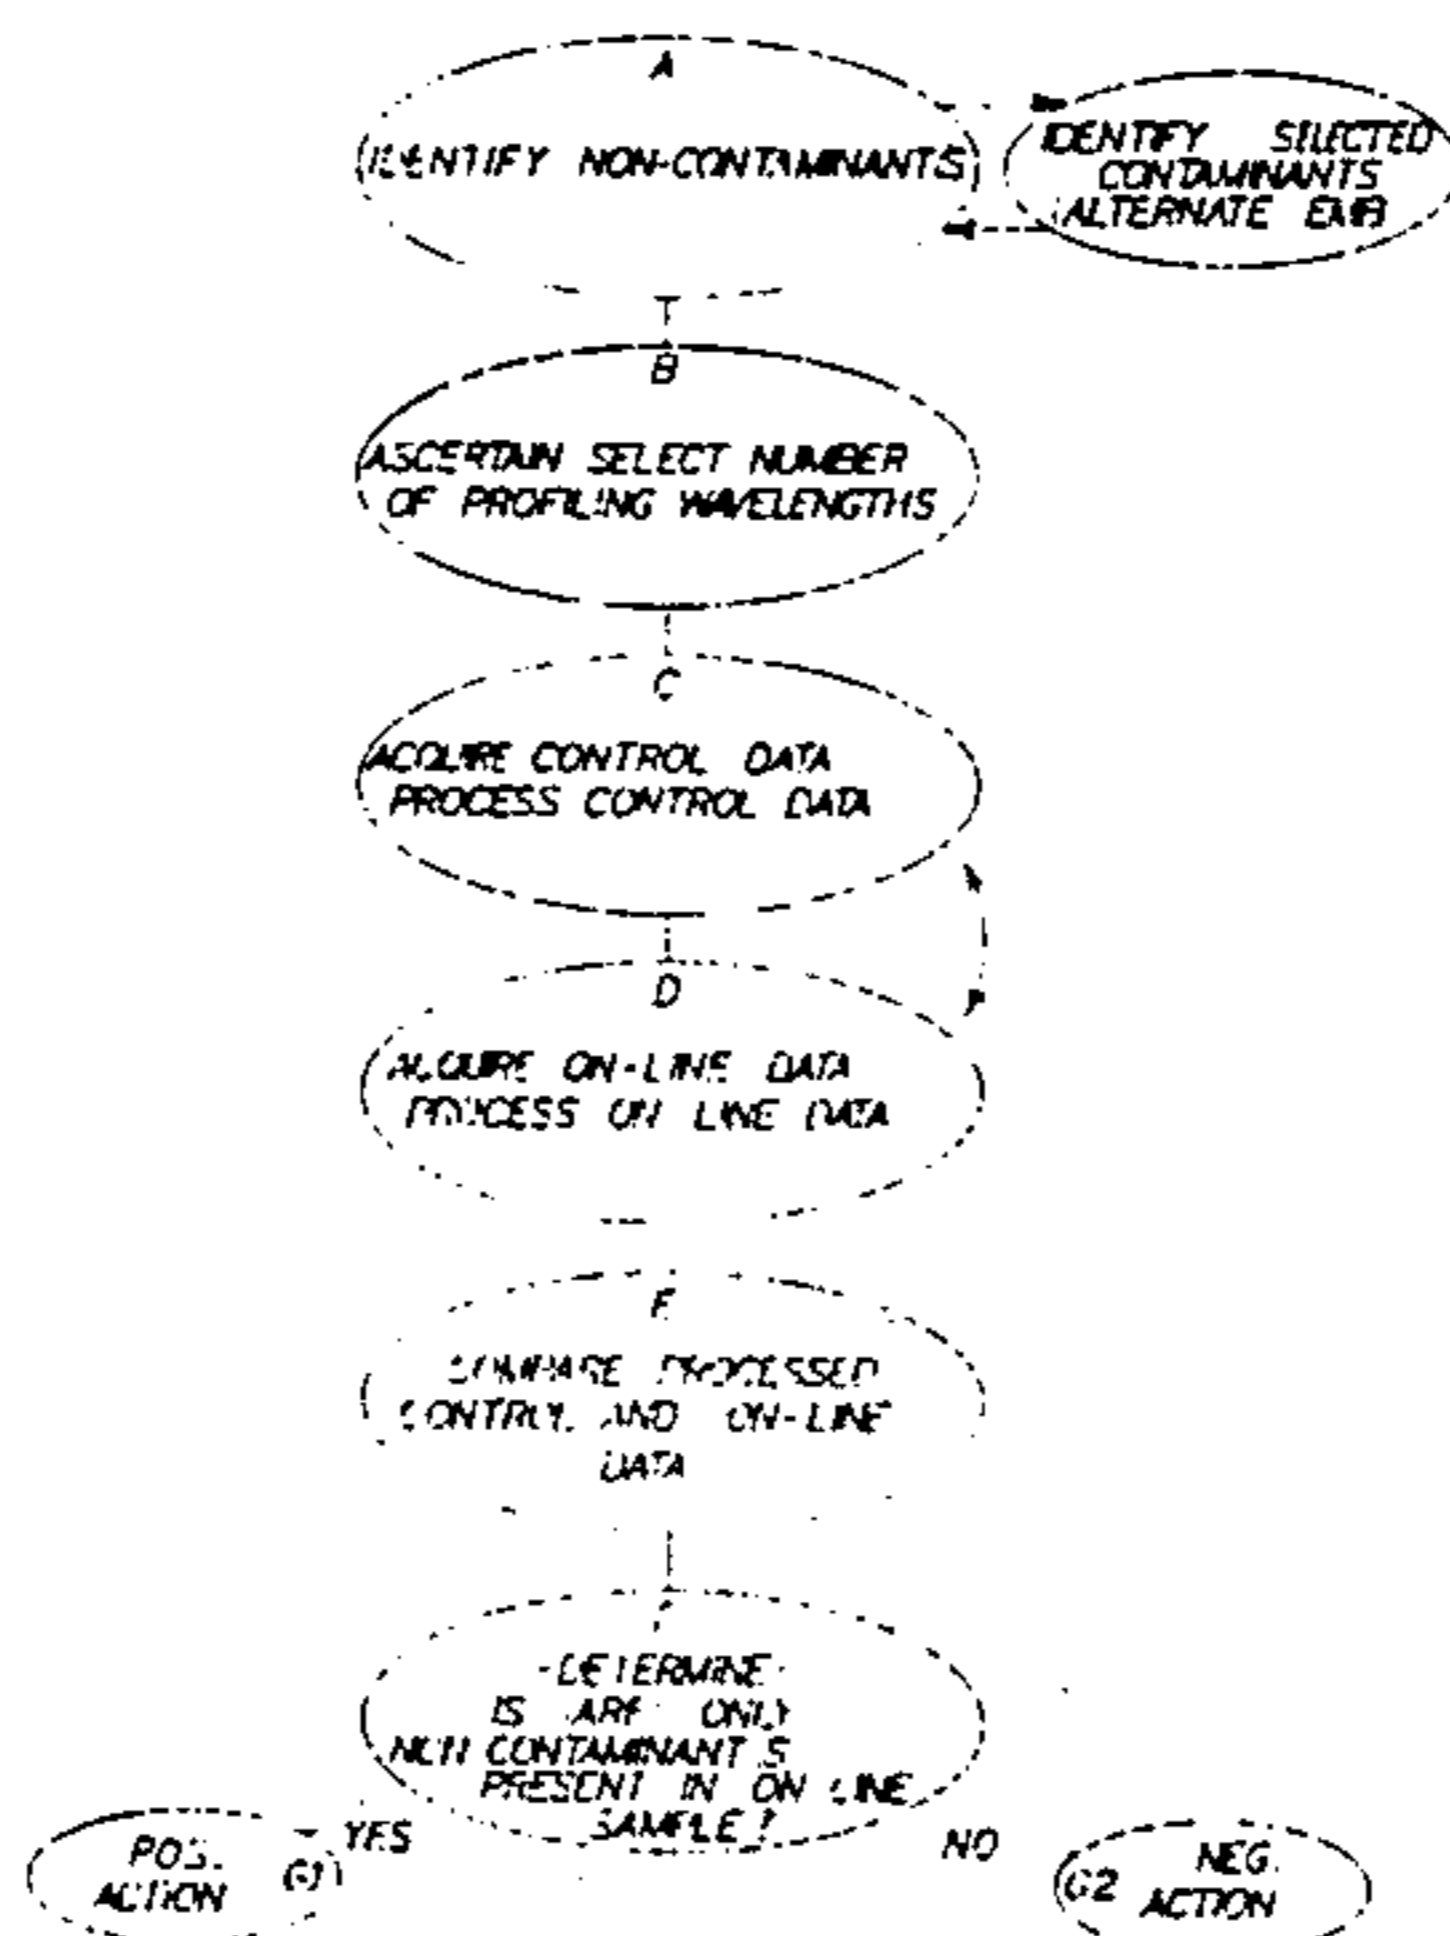 A
IDENTIFY NON-CONTAMINANTS
IDENTIFY SELECTED
CONTAMINANTS
(ALTERNATE EMB)
B
ASCERTAIN SELECT NUMBER
OF PROFILING WAVELENGTHS
C
ACQUIRE CONTROL DATA
PROCESS CONTROL DATA
D
ACQUIRE ON-LINE DATA
PROCESS ON LINE DATA
E
COMPARE PROCESSED
CONTROL AND ON-LINE
DATA
-DETERMINE-
IS ARE ONLY
NON CONTAMINANTS
PRESENT IN ON LINE
SAMPLE?
YES
NO
POS.
ACTION
NEG.
G2 ACTION